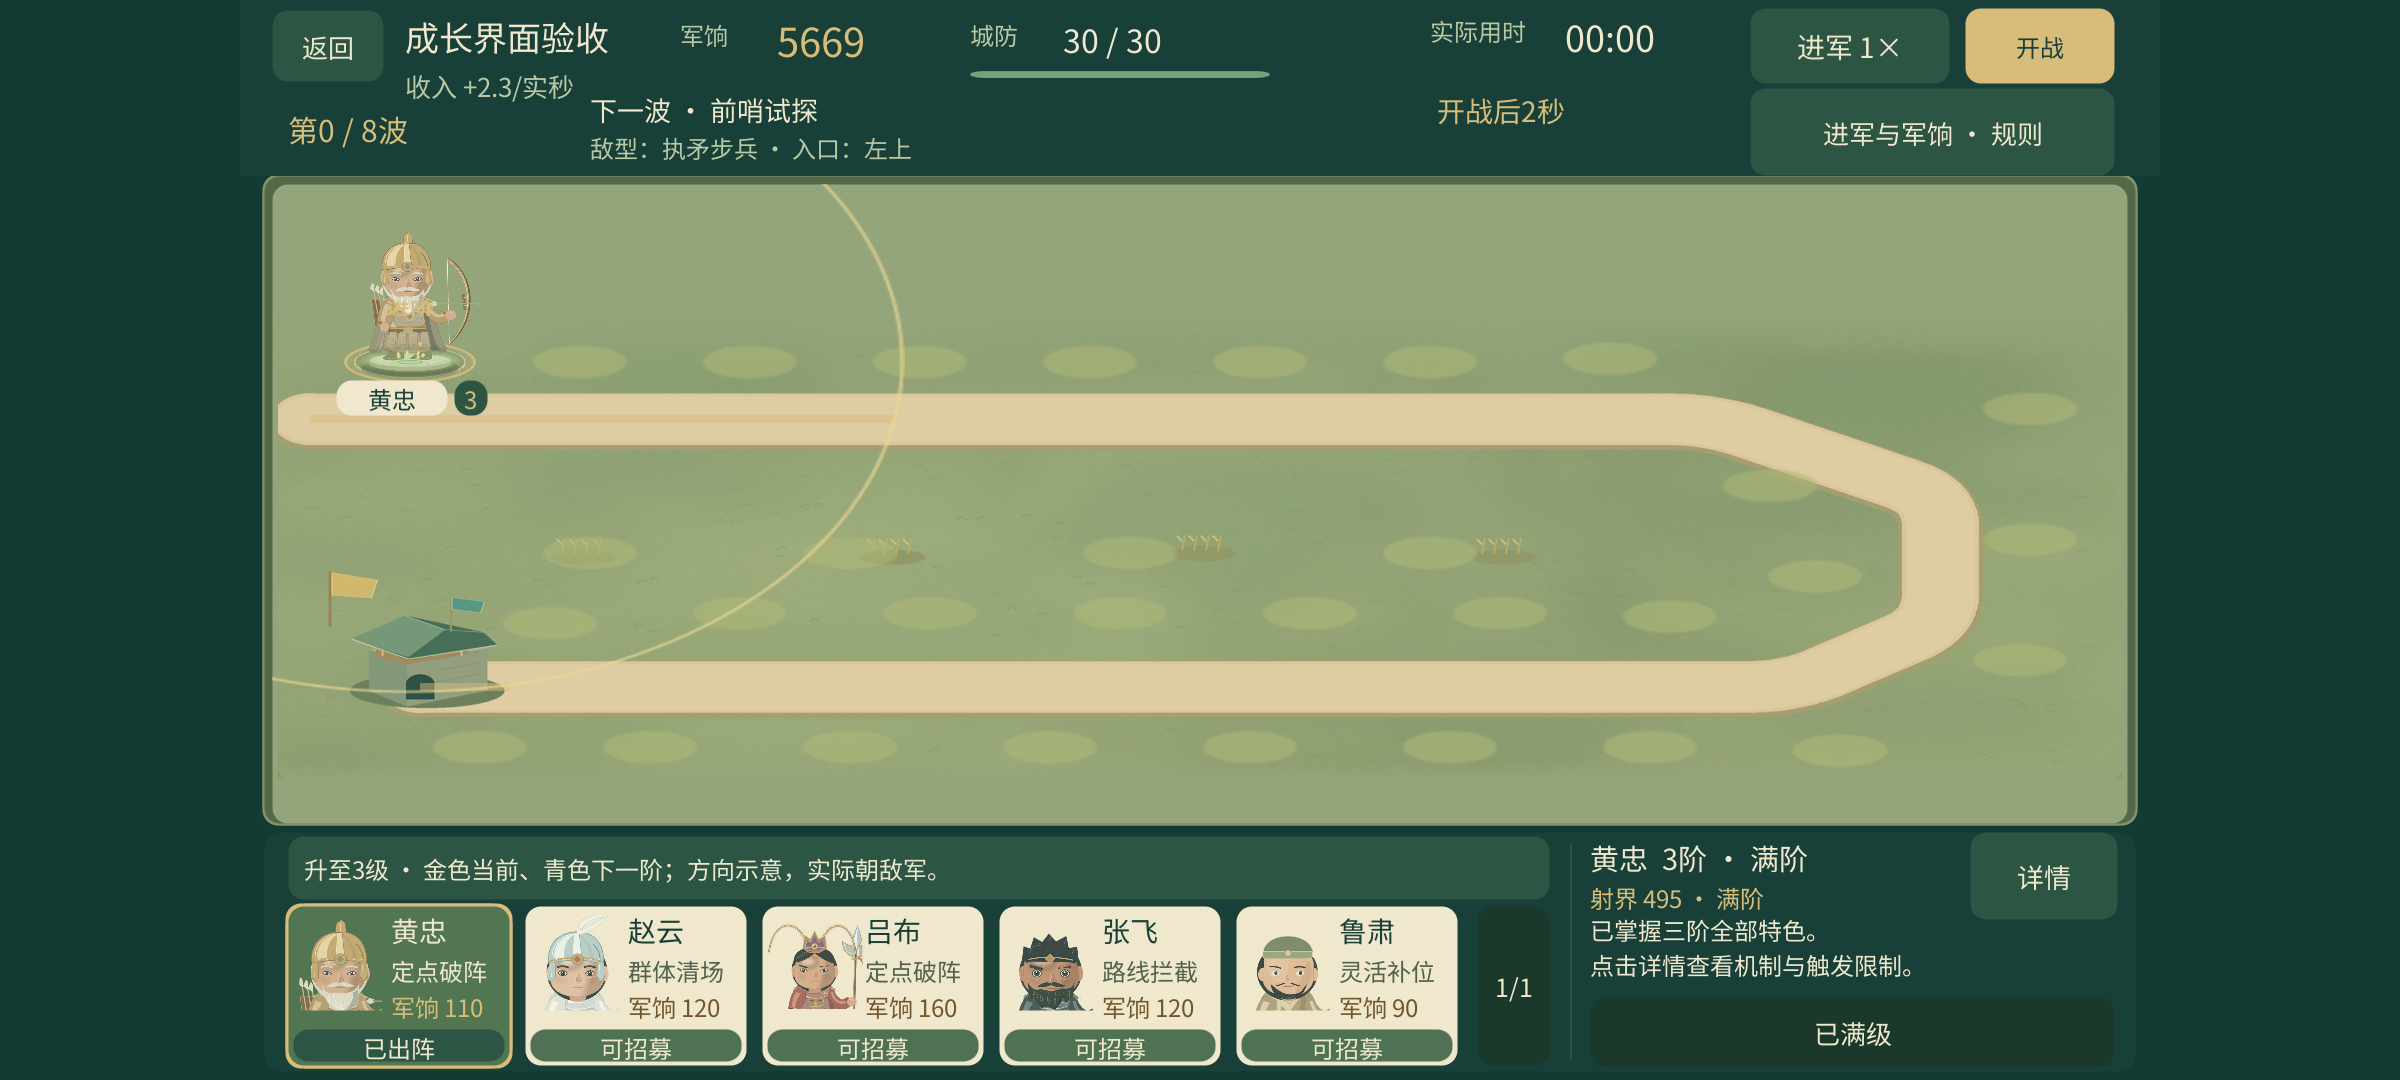 返回
成长界面验收
收入 +2.3/实秒
军饷
5669
城防
30 / 30
实际用时
00:00
进军 1×
开战
第0 / 8波
下一波 · 前哨试探
敌型：执矛步兵 · 入口：左上
开战后2秒
进军与军饷 · 规则
黄忠
3
升至3级 · 金色当前、青色下一阶；方向示意，实际朝敌军。
黄忠
定点破阵
军饷 110
已出阵
赵云
群体清场
军饷 120
可招募
吕布
定点破阵
军饷 160
可招募
张飞
路线拦截
军饷 120
可招募
鲁肃
灵活补位
军饷 90
可招募
1/1
黄忠 3阶 · 满阶
射界 495 · 满阶
已掌握三阶全部特色。
点击详情查看机制与触发限制。
详情
已满级